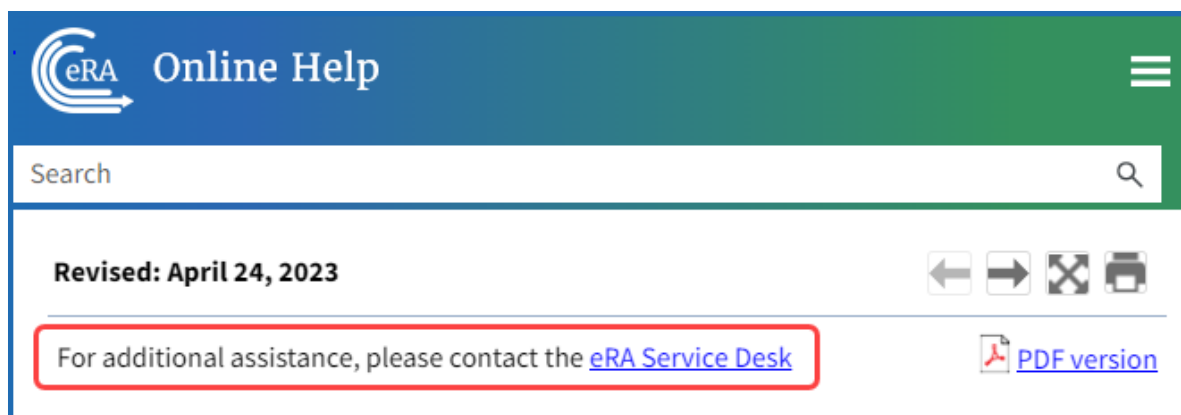 eRA Online Help
Search
Revised: April 24, 2023
For additional assistance, please contact the eRA Service Desk
PDF version